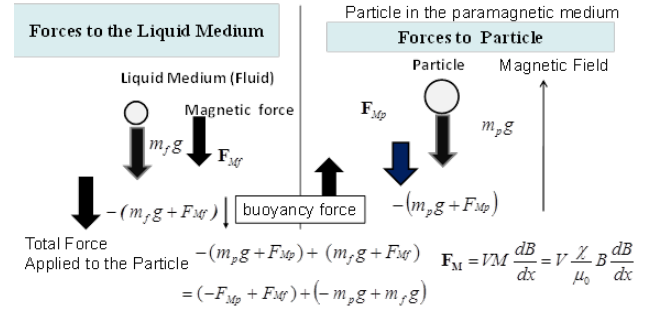 Particle in the paramagnetic medium
Forces to the Liquid Medium
Forces to Particle
Liquid Medium (Fluid)
Magnetic force
m_f g
F_Mf
-(m_f g + F_Mf)
Particle
Magnetic Field
F_Mp
m_p g
-(m_p g + F_Mp)
buoyancy force
Total Force
Applied to the Particle
-(m_p g + F_Mp) + (m_f g + F_Mf)
= (-F_Mp + F_Mf) + (-m_p g + m_f g)
F_M = VM dB/dx = V χ/μ_0 B dB/dx